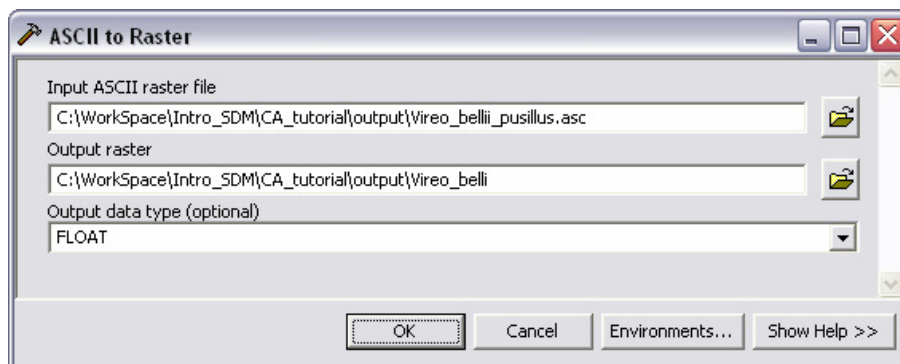 ASCII to Raster
Input ASCII raster file
C:\WorkSpace\Intro_SDM\CA_tutorial\output\Vireo_bellii_pusillus.asc
Output raster
C:\WorkSpace\Intro_SDM\CA_tutorial\output\Vireo_belli
Output data type (optional)
FLOAT
OK Cancel Environments... Show Help >>